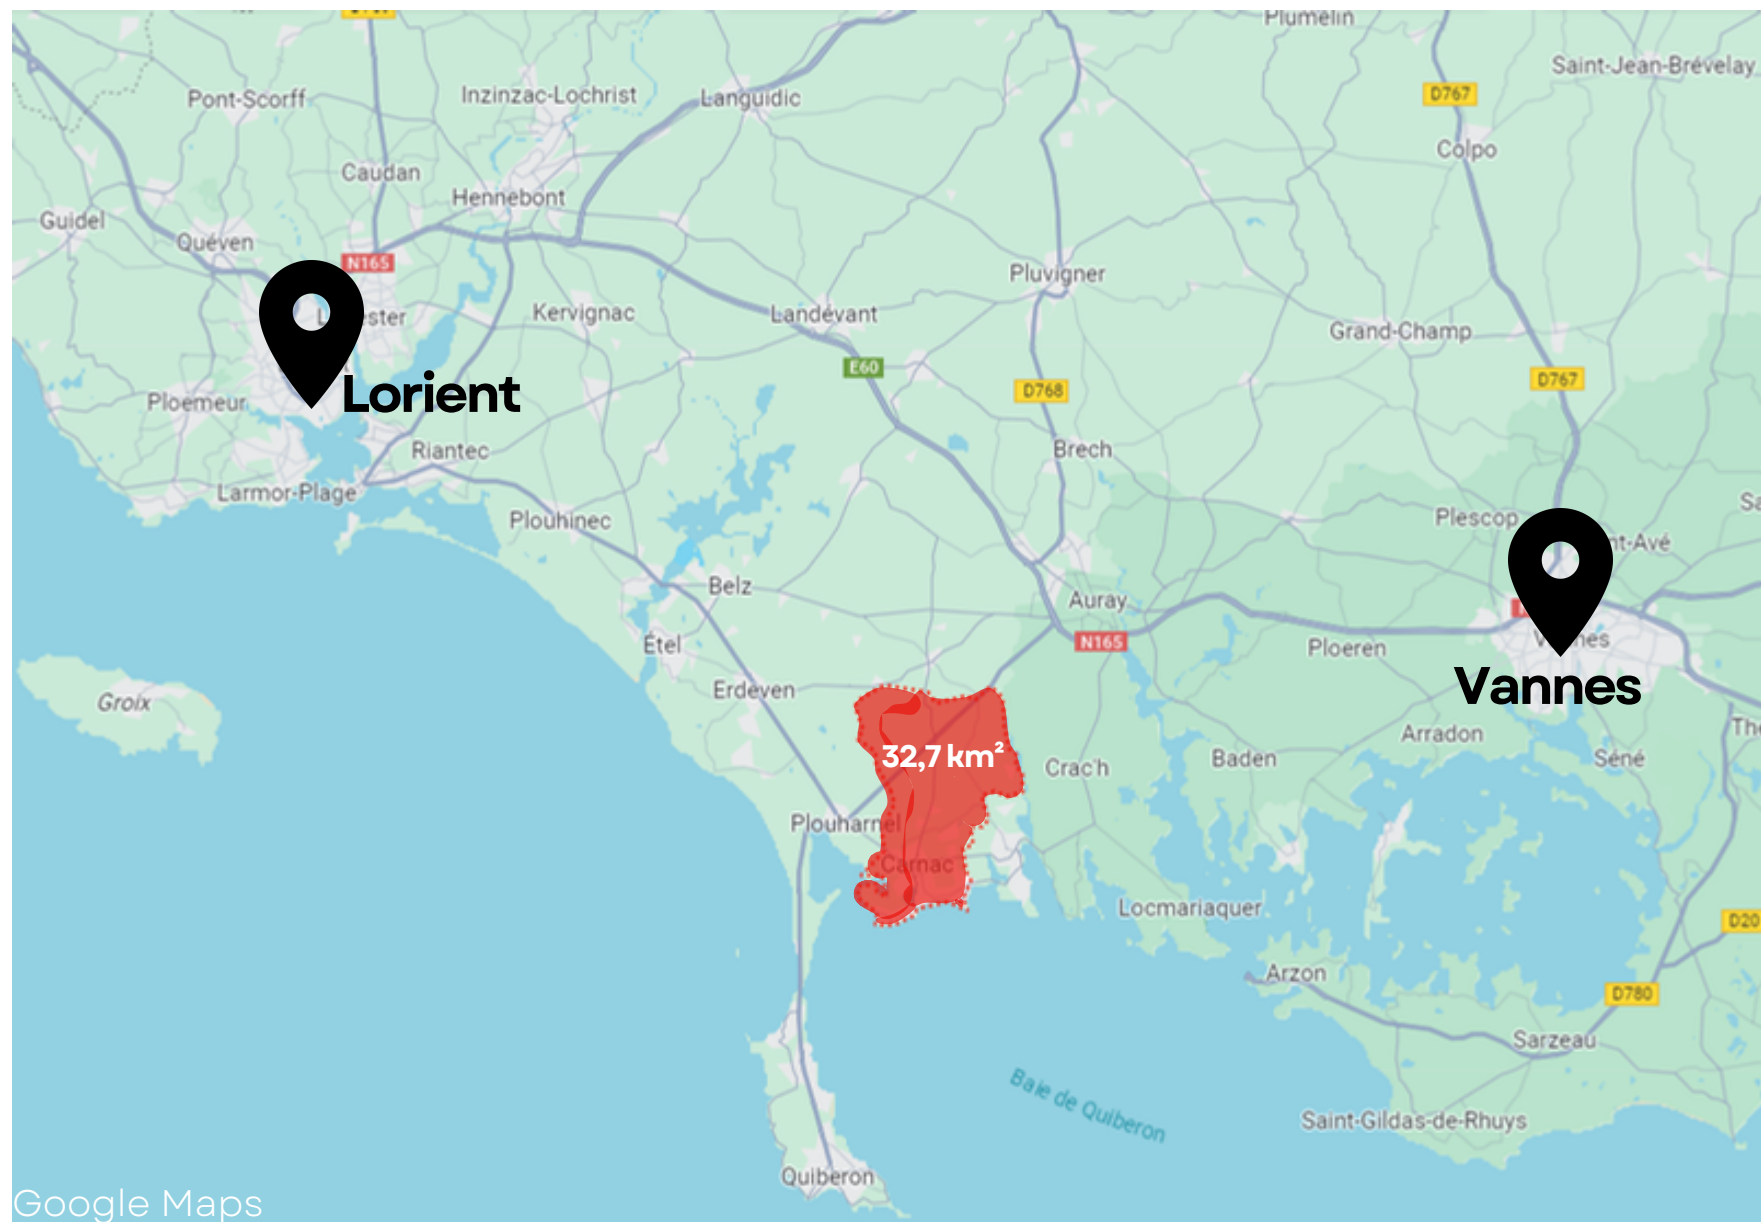 Plumelin
Saint-Jean-Brévelay
Pont-Scorff
Inzinzac-Lochrist
Languidic
D767
Colpo
Caudan
Hennebont
Guidel
Quéven
N165
Pluvigner
Kervignac
Landévant
Grand-Champ
E60
D768
D767
Lorient
Ploemeur
Riantec
Brech
Larmor-Plage
Plouhinec
Plescop
Belz
Auray
N165
Étel
Ploeren
Vannes
Erdeven
Groix
Arradon
32,7 km²
Crac'h
Baden
Séné
Plouharnel
Carnac
Locmariaquer
D20
Arzon
D780
Sarzeau
Baie de Quiberon
Saint-Gildas-de-Rhuys
Quiberon
Google Maps